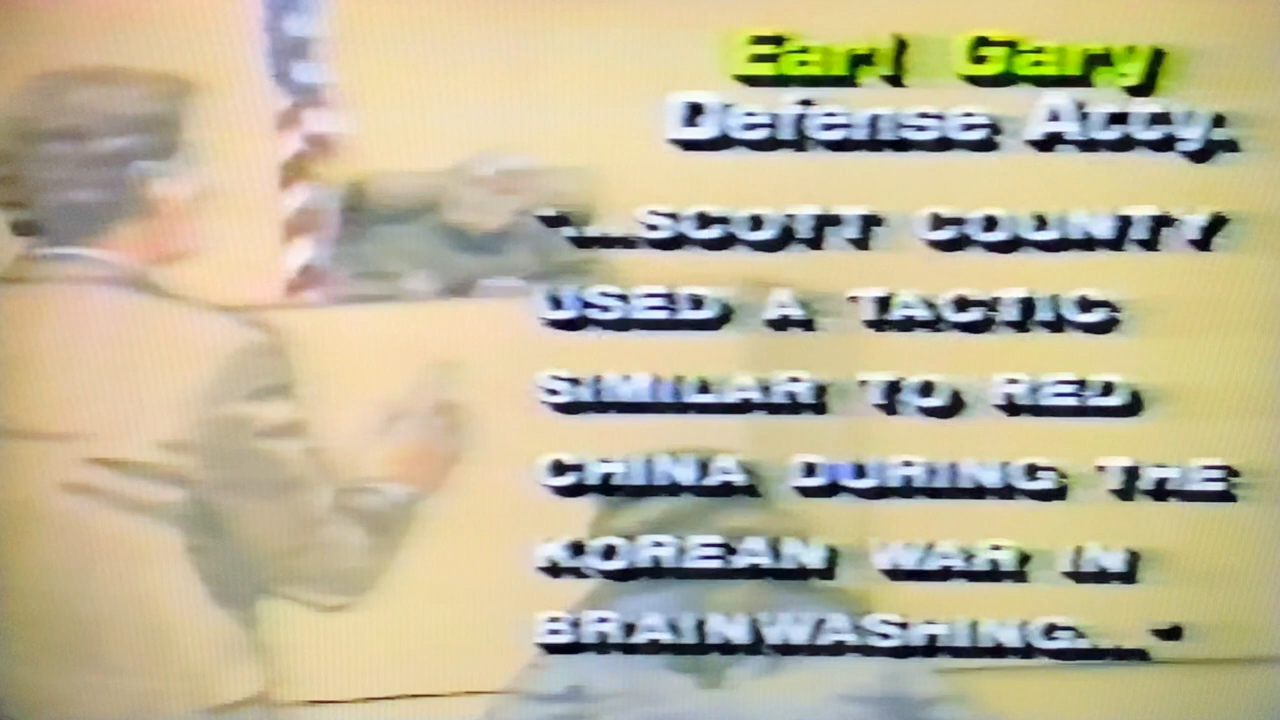 Earl Gary
Defense Atty.
"...SCOTT COUNTY
USED A TACTIC
SIMILAR TO RED
CHINA DURING THE
KOREAN WAR IN
BRAINWASHING..."